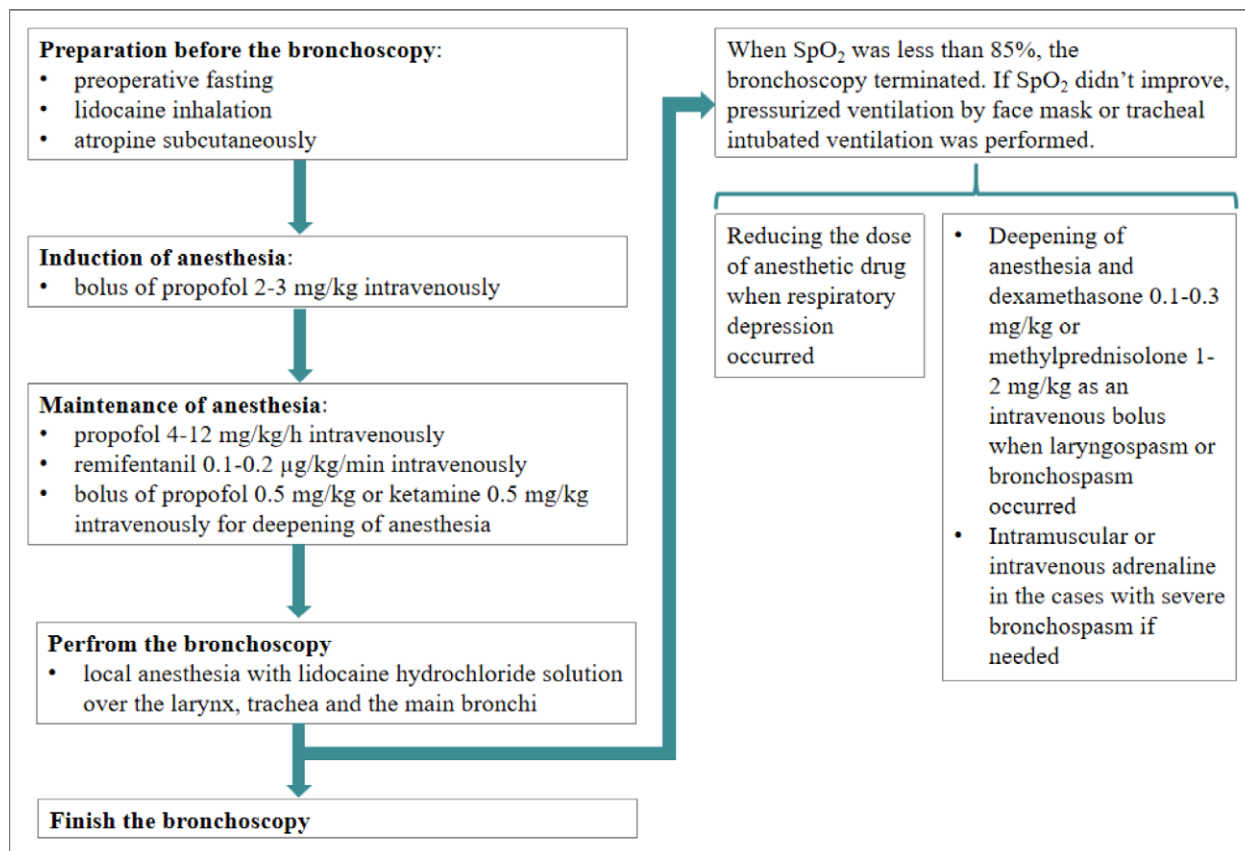 Preparation before the bronchoscopy:
• preoperative fasting
• lidocaine inhalation
• atropine subcutaneously
Induction of anesthesia:
• bolus of propofol 2-3 mg/kg intravenously
Maintenance of anesthesia:
• propofol 4-12 mg/kg/h intravenously
• remifentanil 0.1-0.2 µg/kg/min intravenously
• bolus of propofol 0.5 mg/kg or ketamine 0.5 mg/kg
intravenously for deepening of anesthesia
Perfrom the bronchoscopy
• local anesthesia with lidocaine hydrochloride solution
over the larynx, trachea and the main bronchi
Finish the bronchoscopy
When SpO₂ was less than 85%, the
bronchoscopy terminated. If SpO₂ didn’t improve,
pressurized ventilation by face mask or tracheal
intubated ventilation was performed.
Reducing the dose
of anesthetic drug
when respiratory
depression
occurred
• Deepening of
anesthesia and
dexamethasone 0.1-0.3
mg/kg or
methylprednisolone 1-
2 mg/kg as an
intravenous bolus
when laryngospasm or
bronchospasm
occurred
• Intramuscular or
intravenous adrenaline
in the cases with severe
bronchospasm if
needed